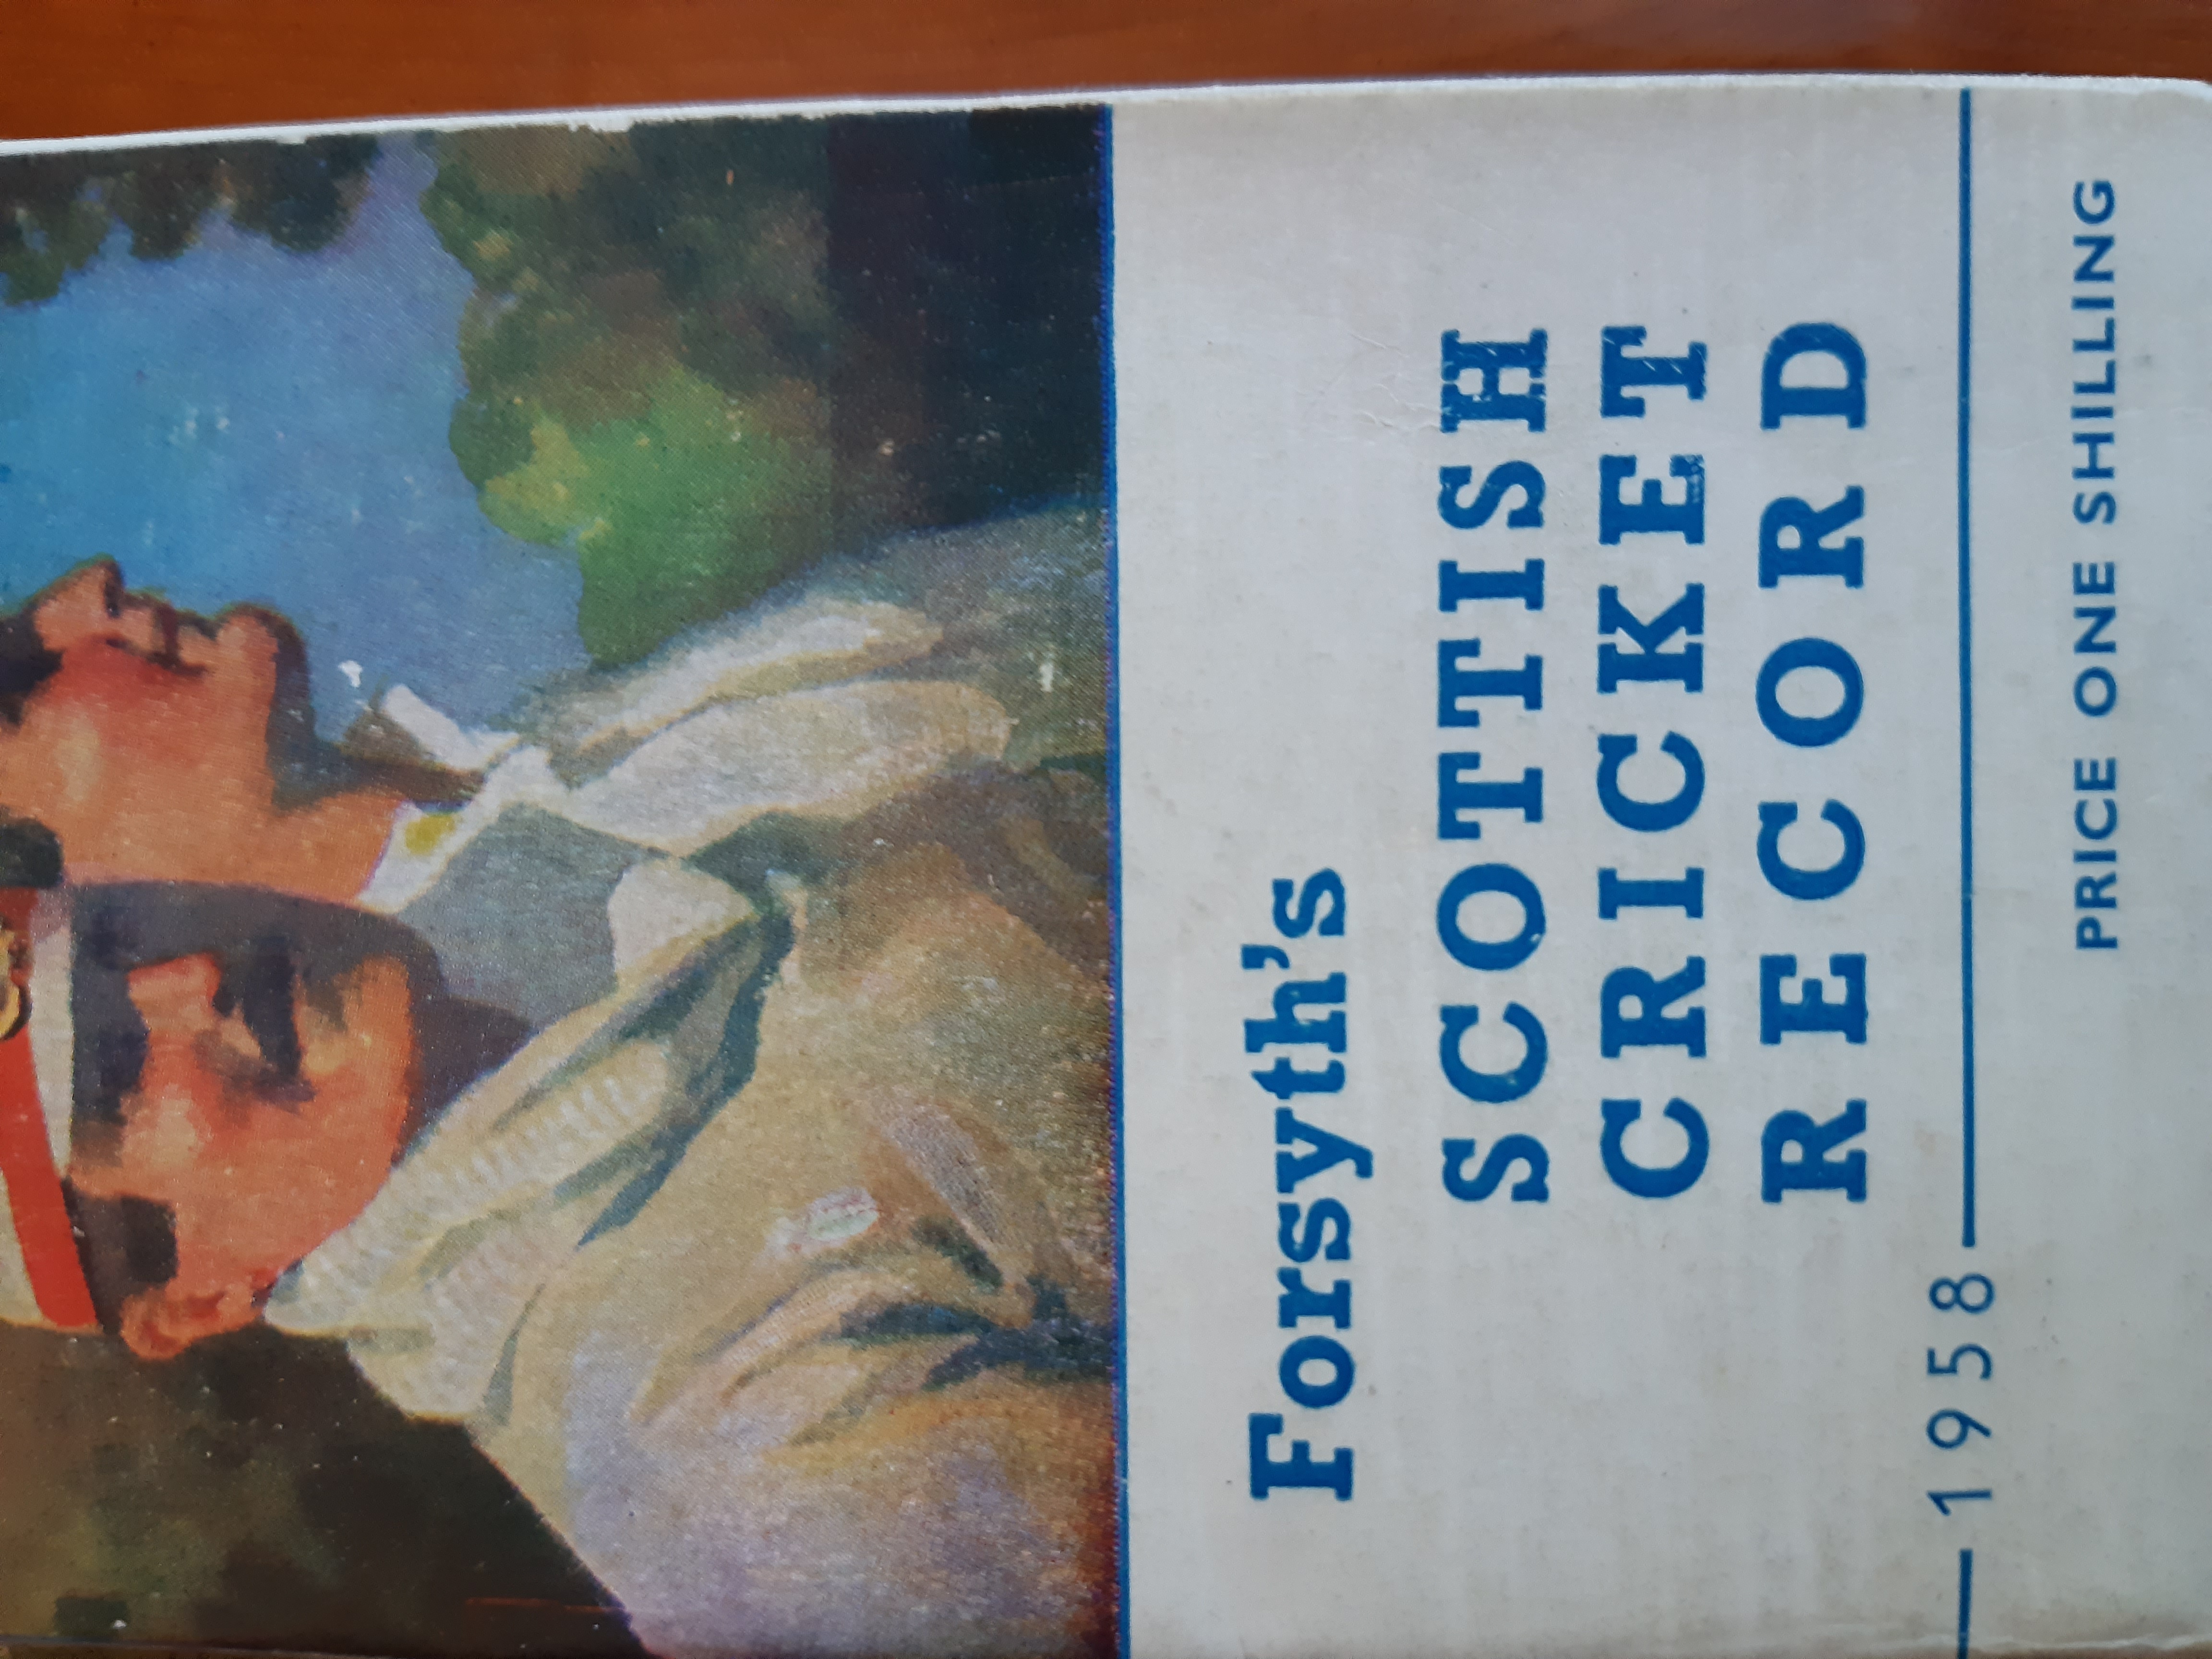 Forsyth's
SCOTTISH
CRICKET
RECORD
1958
PRICE ONE SHILLING